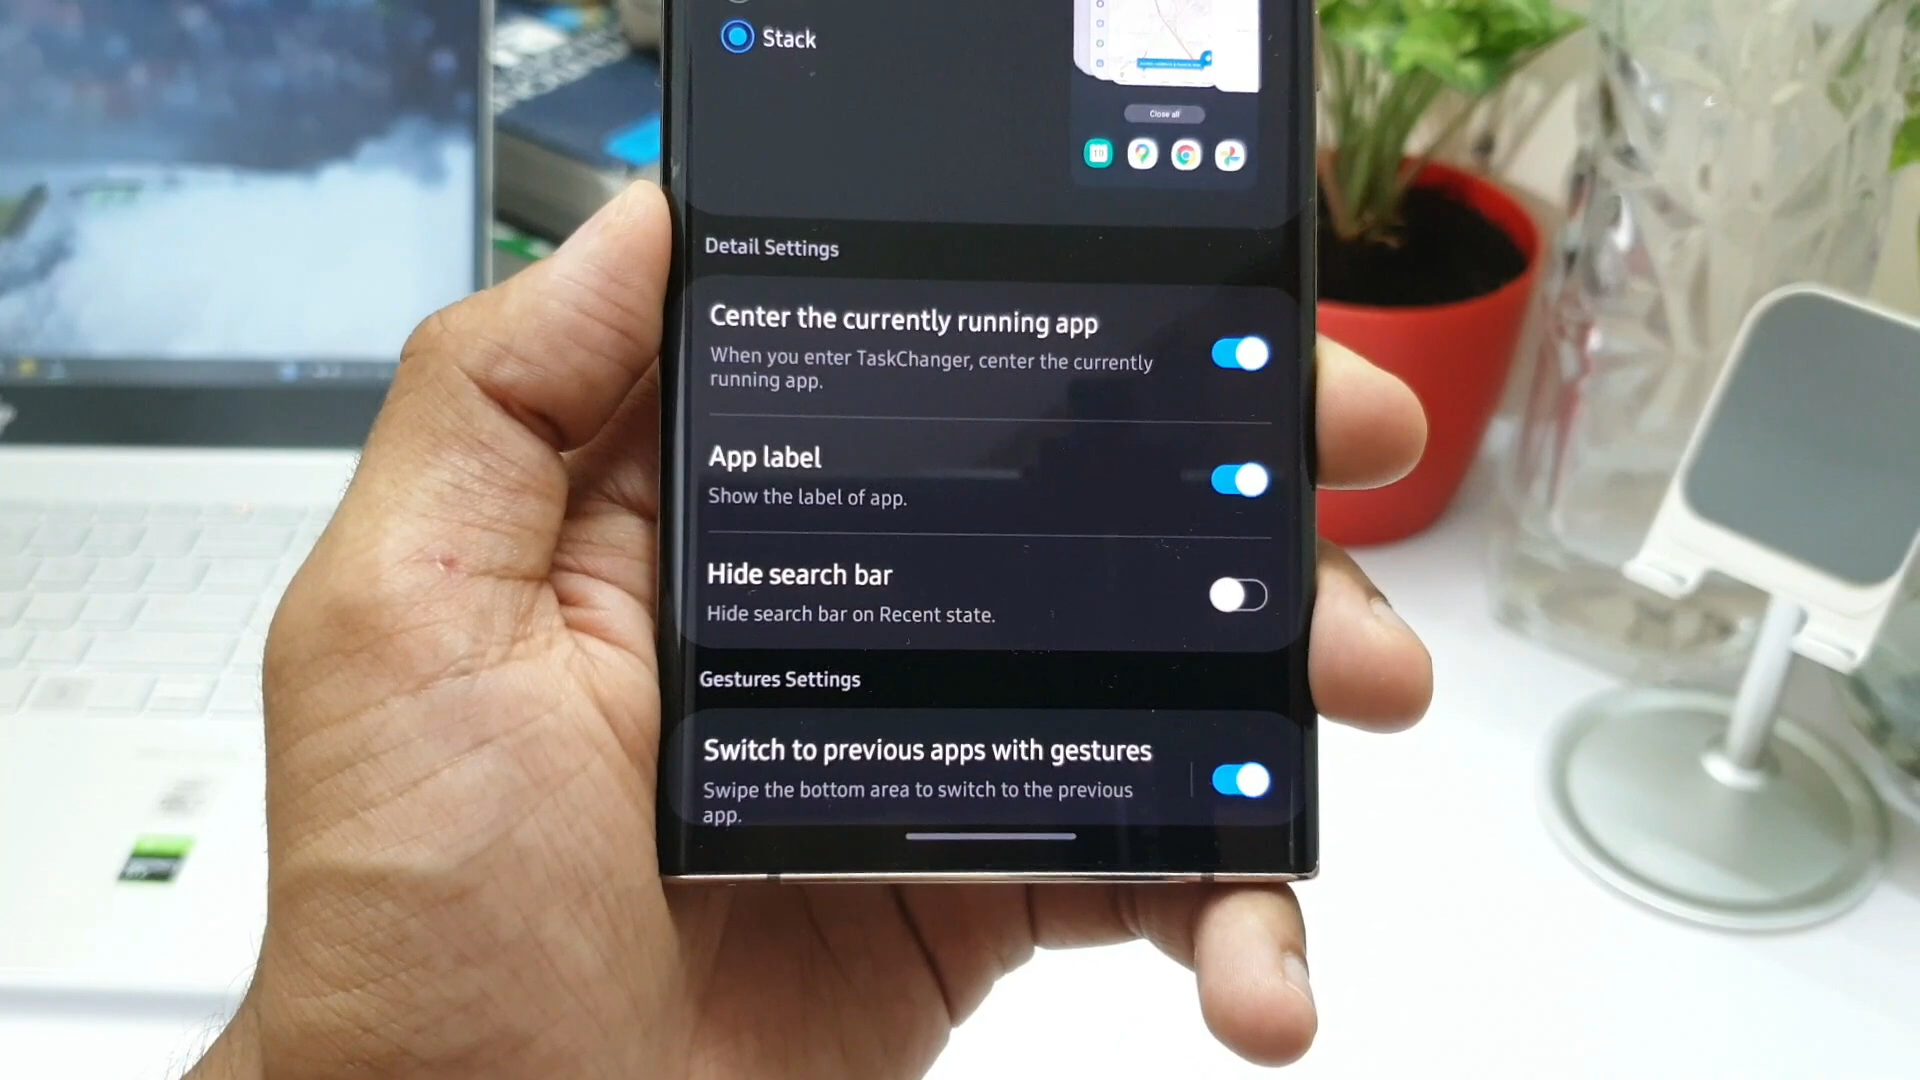 Stack
Close all
10
Detail Settings
Center the currently running app
When you enter TaskChanger, center the currently
running app.
App label
Show the label of app.
Hide search bar
Hide search bar on Recent state.
Gestures Settings
Switch to previous apps with gestures
Swipe the bottom area to switch to the previous
app.